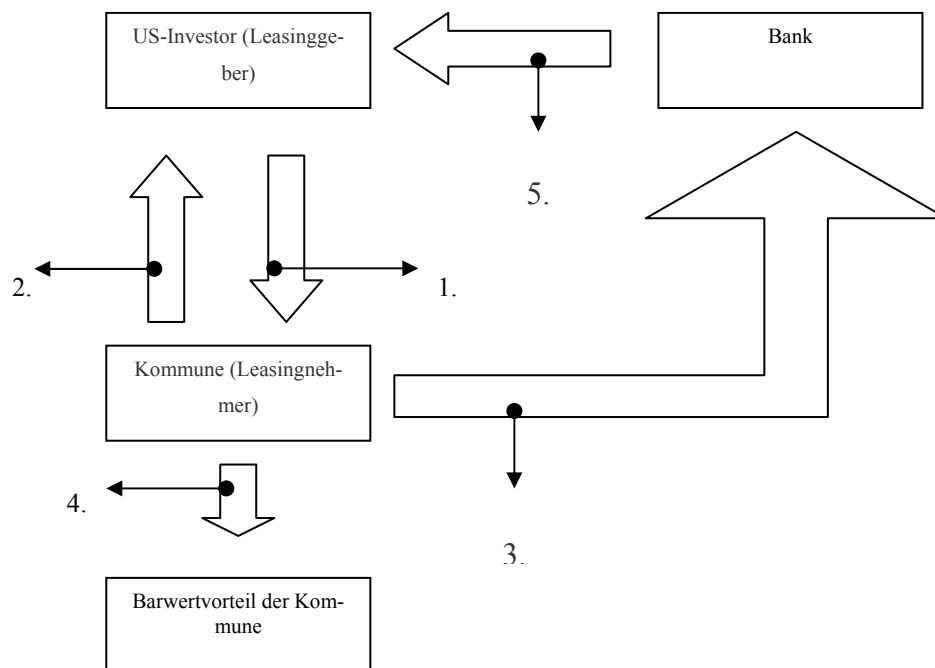 US-Investor (Leasingge-
ber)
Bank
5.
2.
1.
Kommune (Leasingneh-
mer)
4.
3.
Barwertvorteil der Kom-
mune